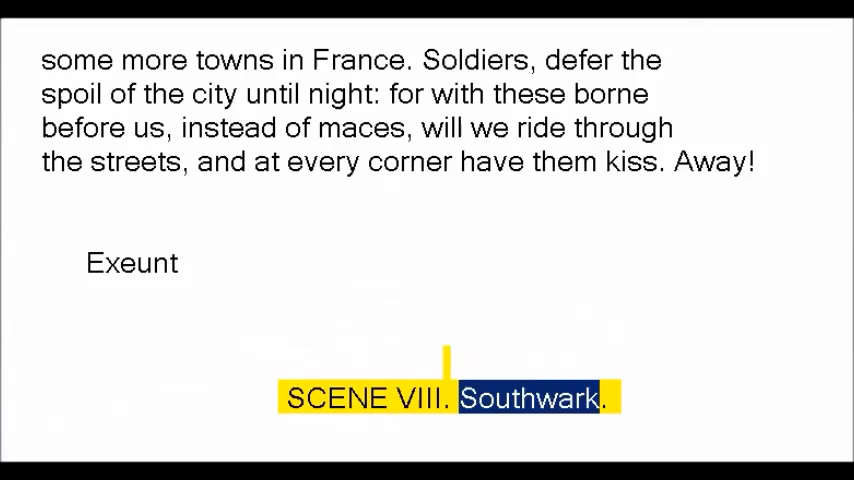 some more towns in France. Soldiers, defer the
spoil of the city until night: for with these borne
before us, instead of maces, will we ride through
the streets, and at every corner have them kiss. Away!
Exeunt
SCENE VIII. Southwark.